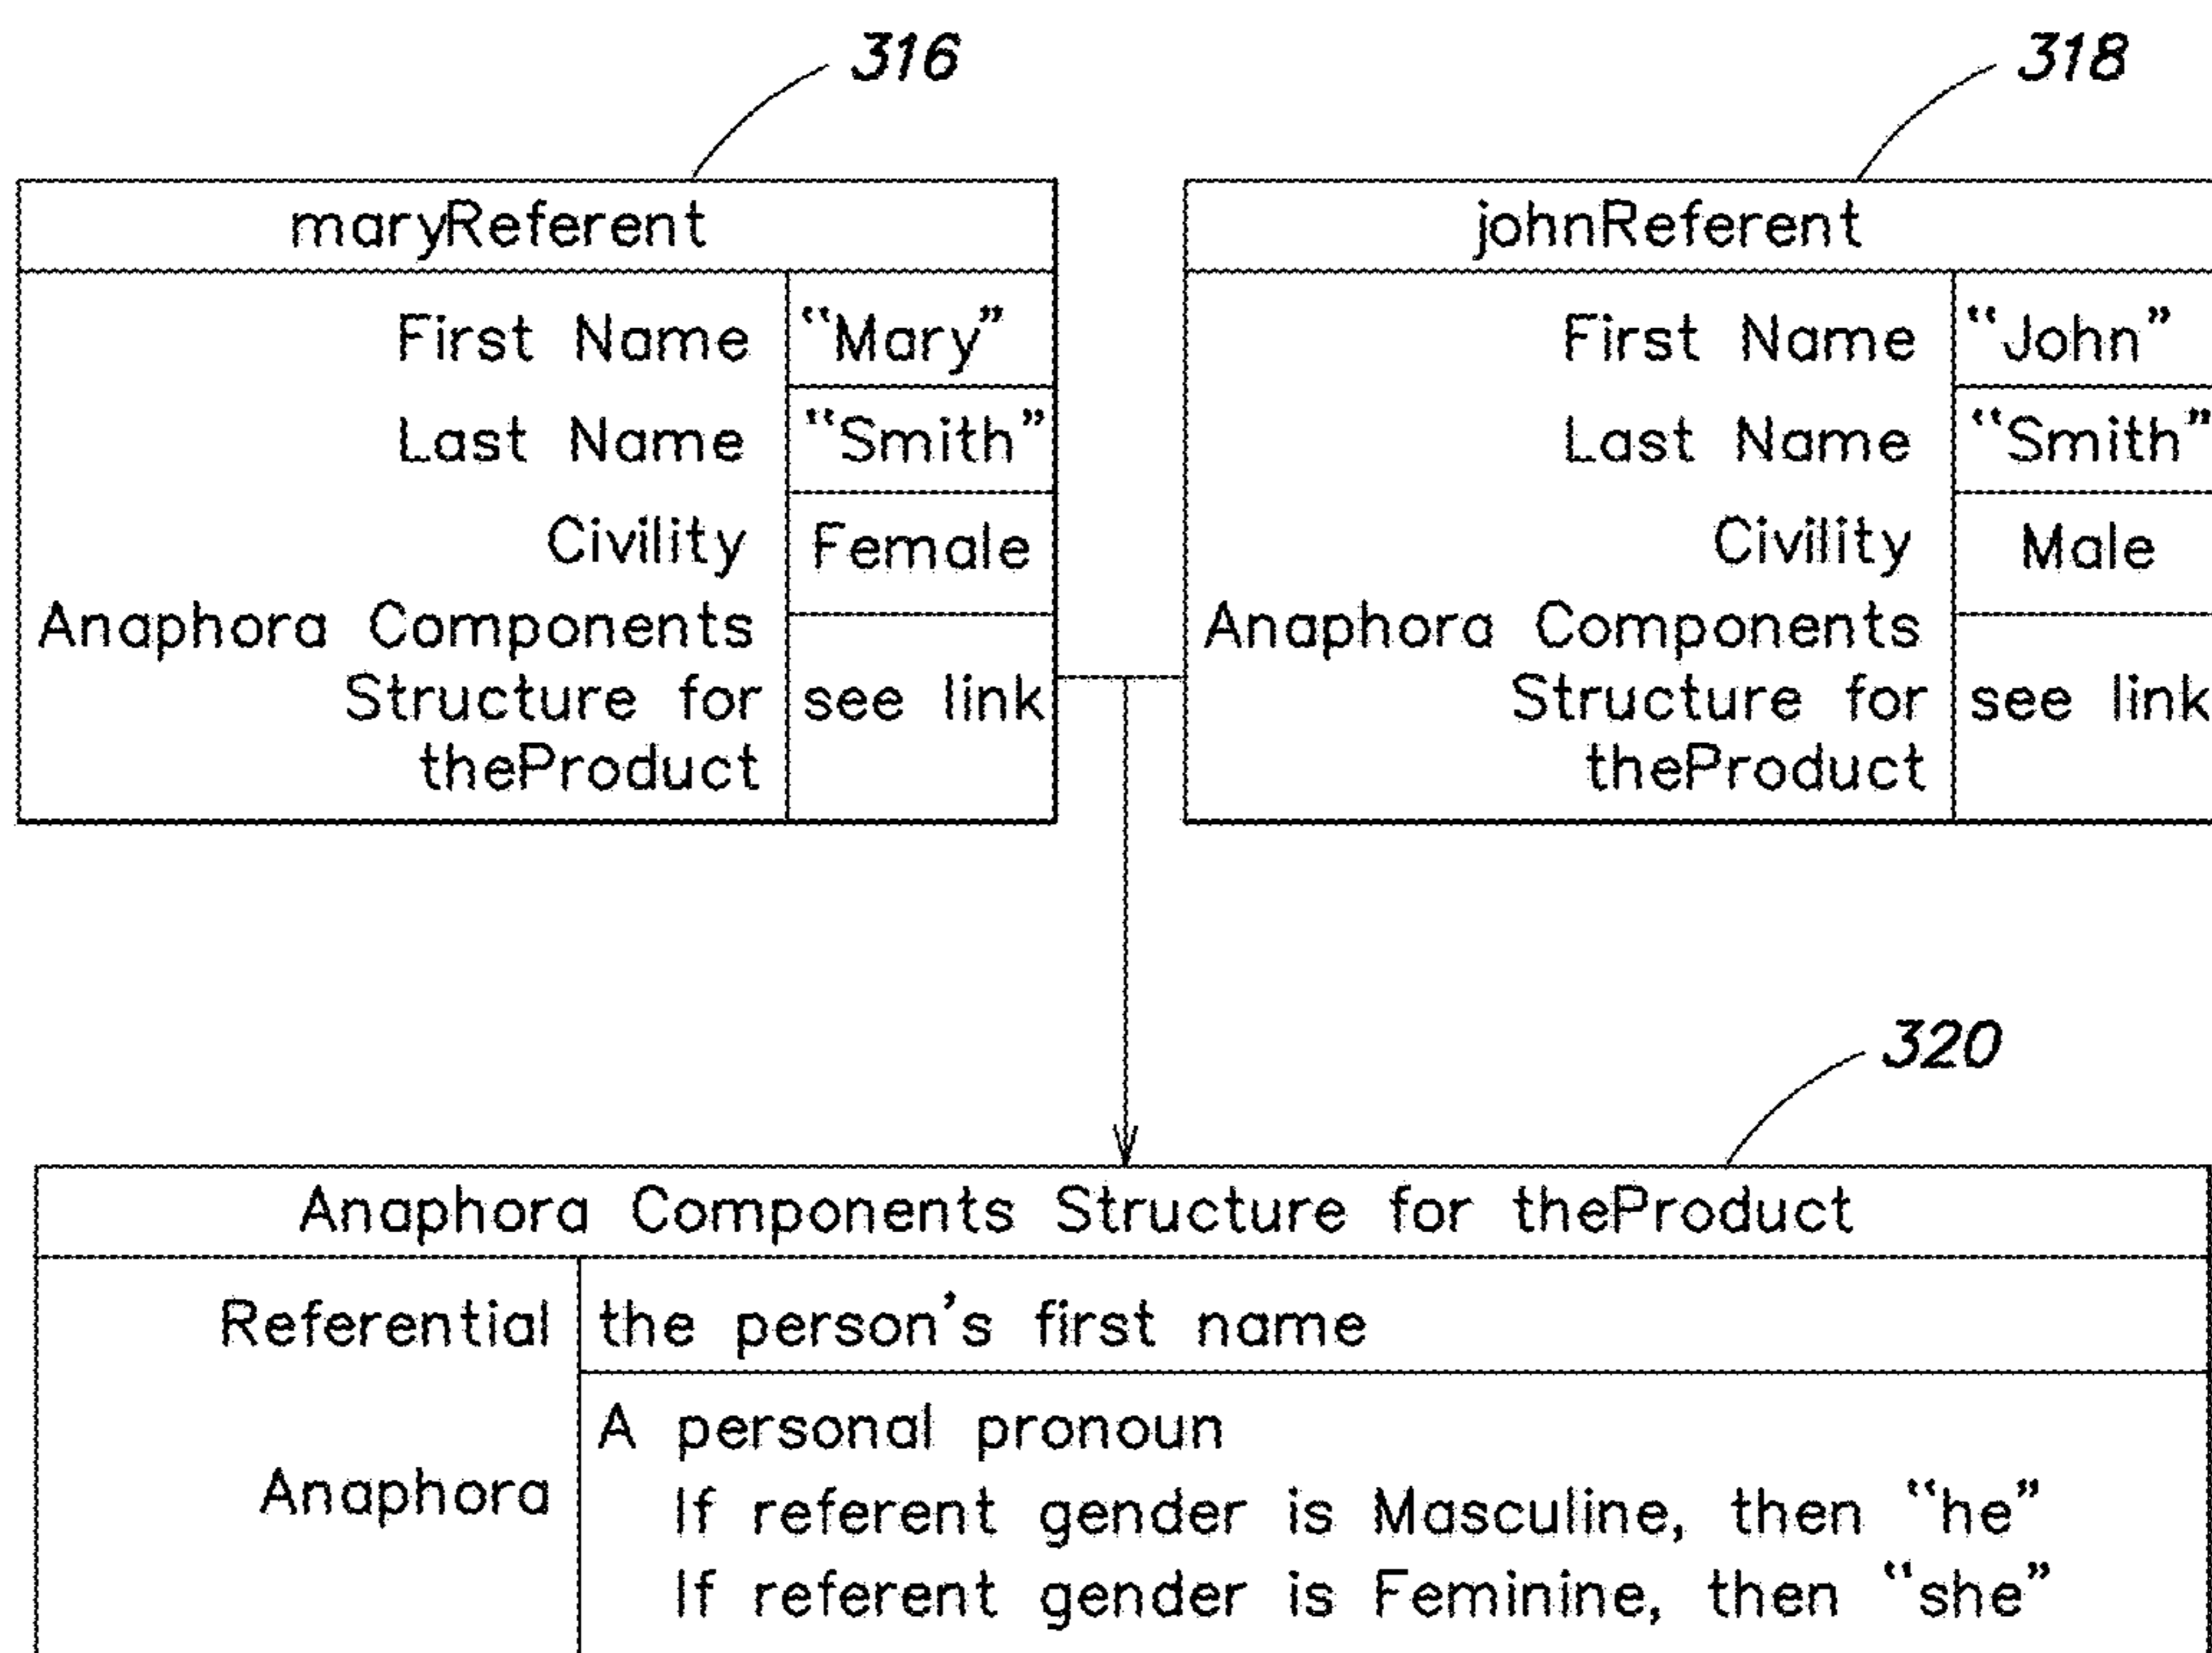 316
318
maryReferent
First Name “Mary”
Last Name “Smith”
Civility Female
Anaphora Components
Structure for see link
theProduct
johnReferent
First Name “John”
Last Name “Smith”
Civility Male
Anaphora Components
Structure for see link
theProduct
320
Anaphora Components Structure for theProduct
Referential the person’s first name
Anaphora
A personal pronoun
If referent gender is Masculine, then “he”
If referent gender is Feminine, then “she”